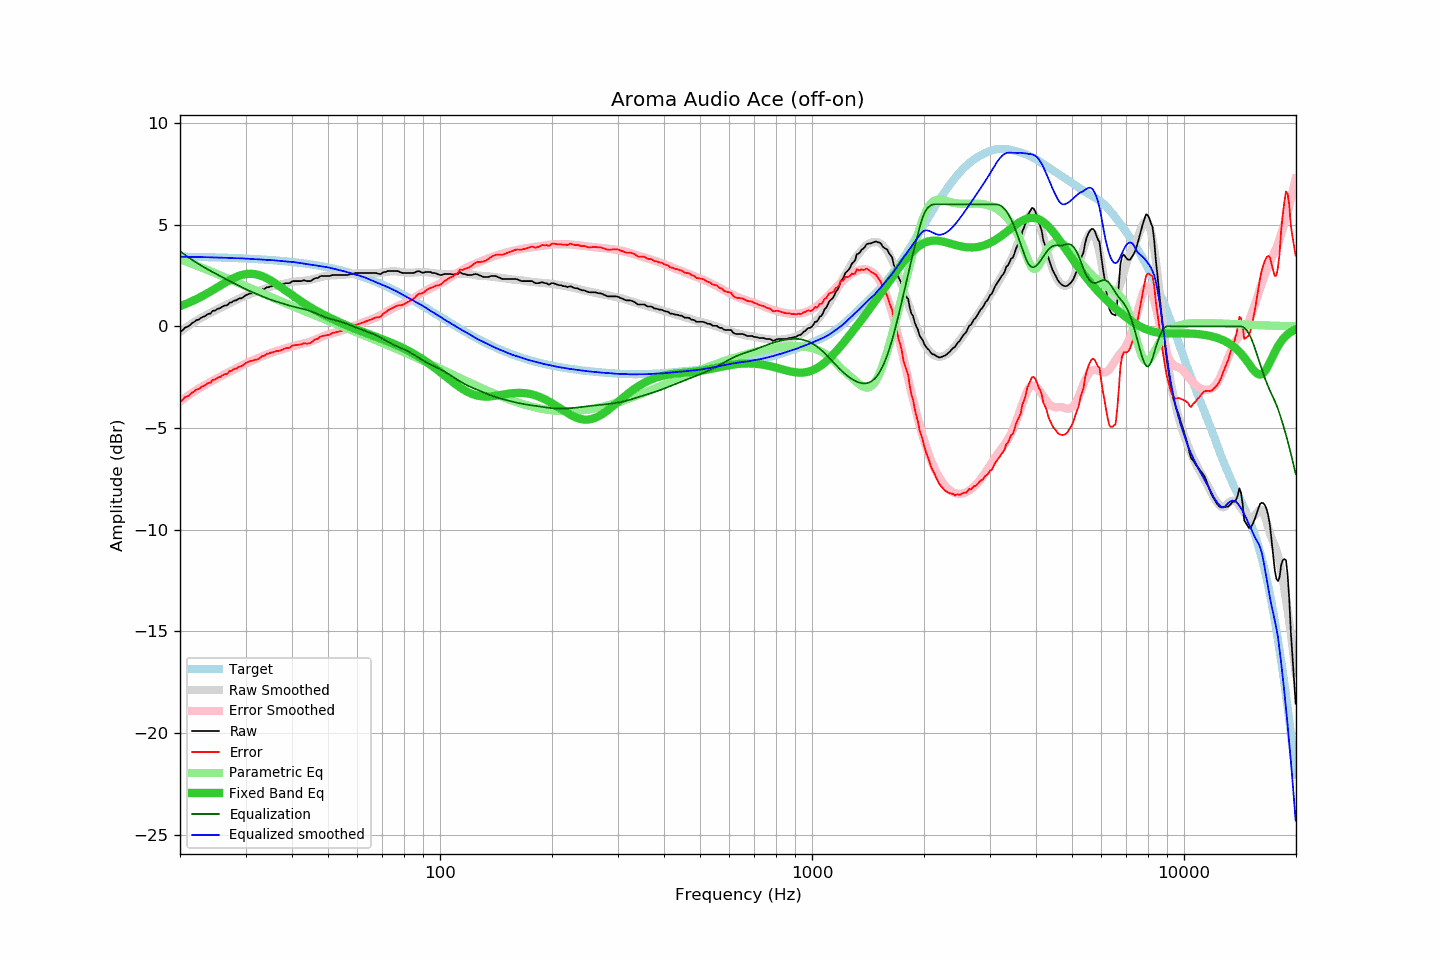 Aroma Audio Ace (off-on)
Amplitude (dBr)
10
5
0
−5
−10
−15
−20
−25
Target
Raw Smoothed
Error Smoothed
Raw
Error
Parametric Eq
Fixed Band Eq
Equalization
Equalized smoothed
100
1000
10000
Frequency (Hz)